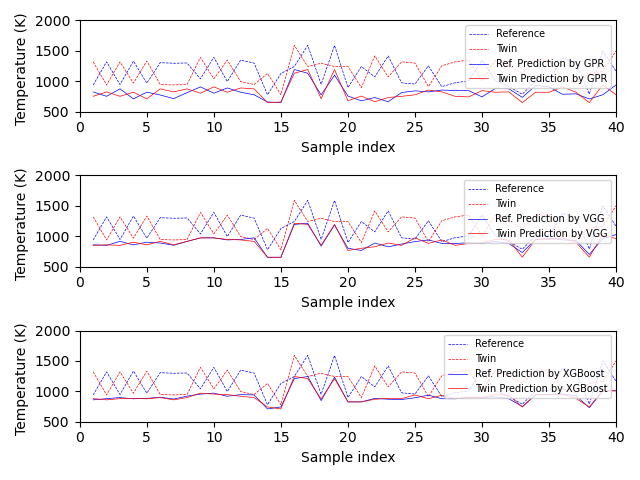 Temperature (K)
2000
1500
1000
500
Reference
Twin
Ref. Prediction by GPR
Twin Prediction by GPR
0 5 10 15 20 25 30 35 40
Sample index
Temperature (K)
2000
1500
1000
500
Reference
Twin
Ref. Prediction by VGG
Twin Prediction by VGG
0 5 10 15 20 25 30 35 40
Sample index
Temperature (K)
2000
1500
1000
500
Reference
Twin
Ref. Prediction by XGBoost
Twin Prediction by XGBoost
0 5 10 15 20 25 30 35 40
Sample index